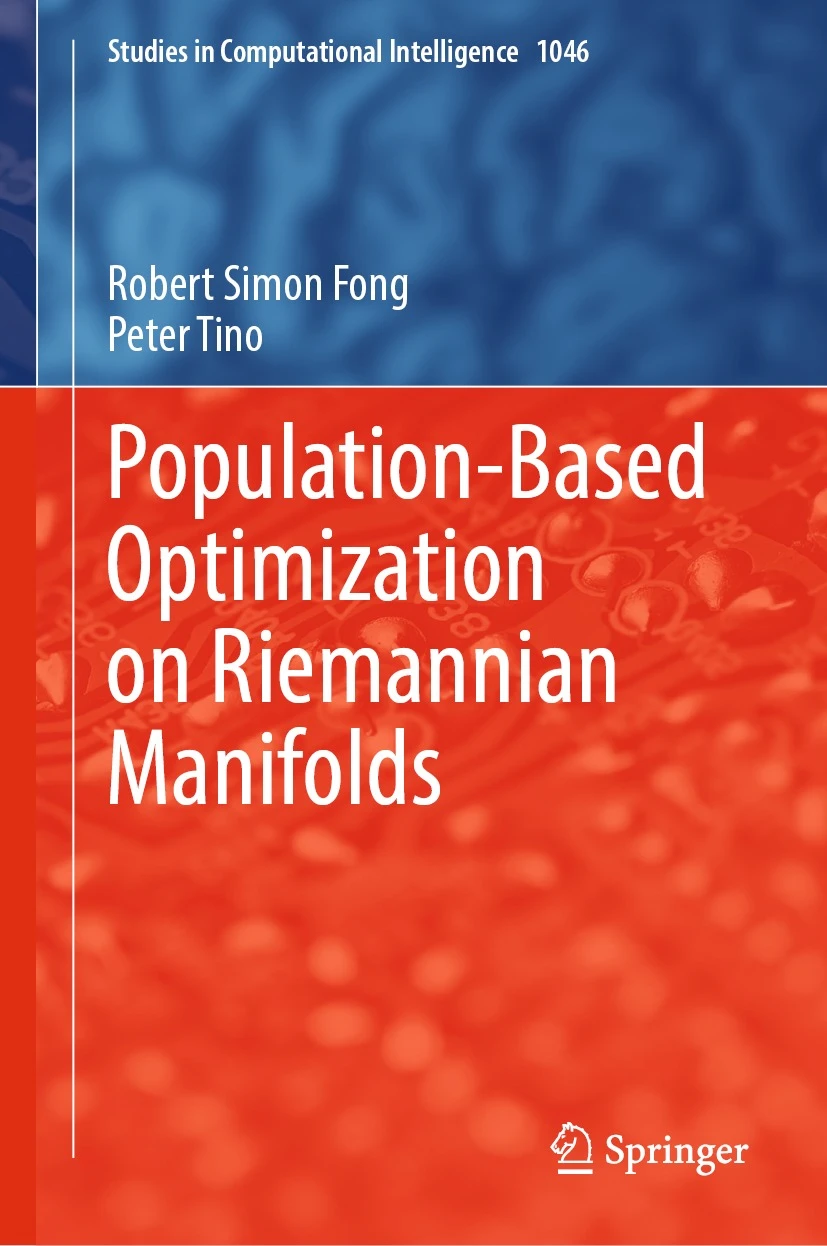 Studies in Computational Intelligence 1046
Robert Simon Fong
Peter Tino
Population-Based
Optimization
on Riemannian
Manifolds
Springer